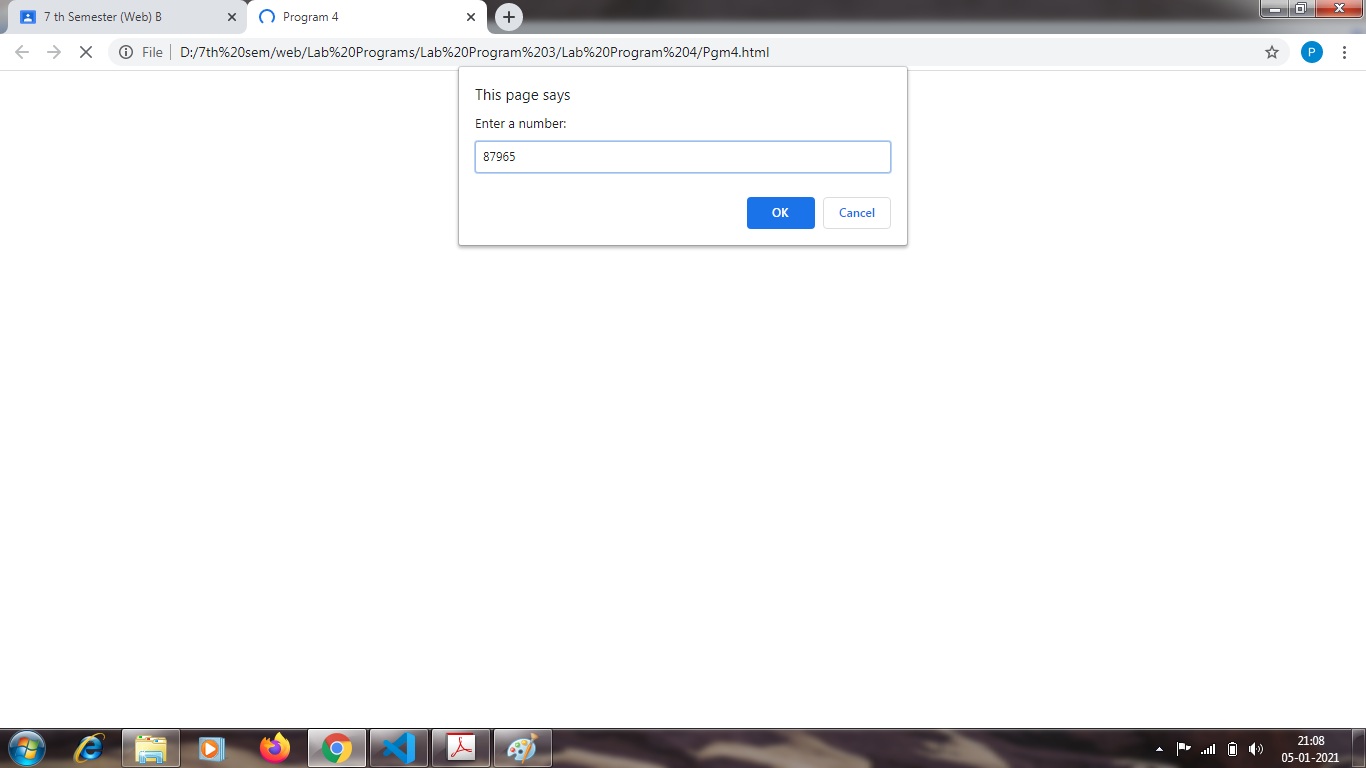 7 th Semester (Web) B
Program 4
File
D:/7th%20sem/web/Lab%20Programs/Lab%20Program%203/Lab%20Program%204/Pgm4.html
P
This page says
Enter a number:
87965
OK
Cancel
21:08
05-01-2021